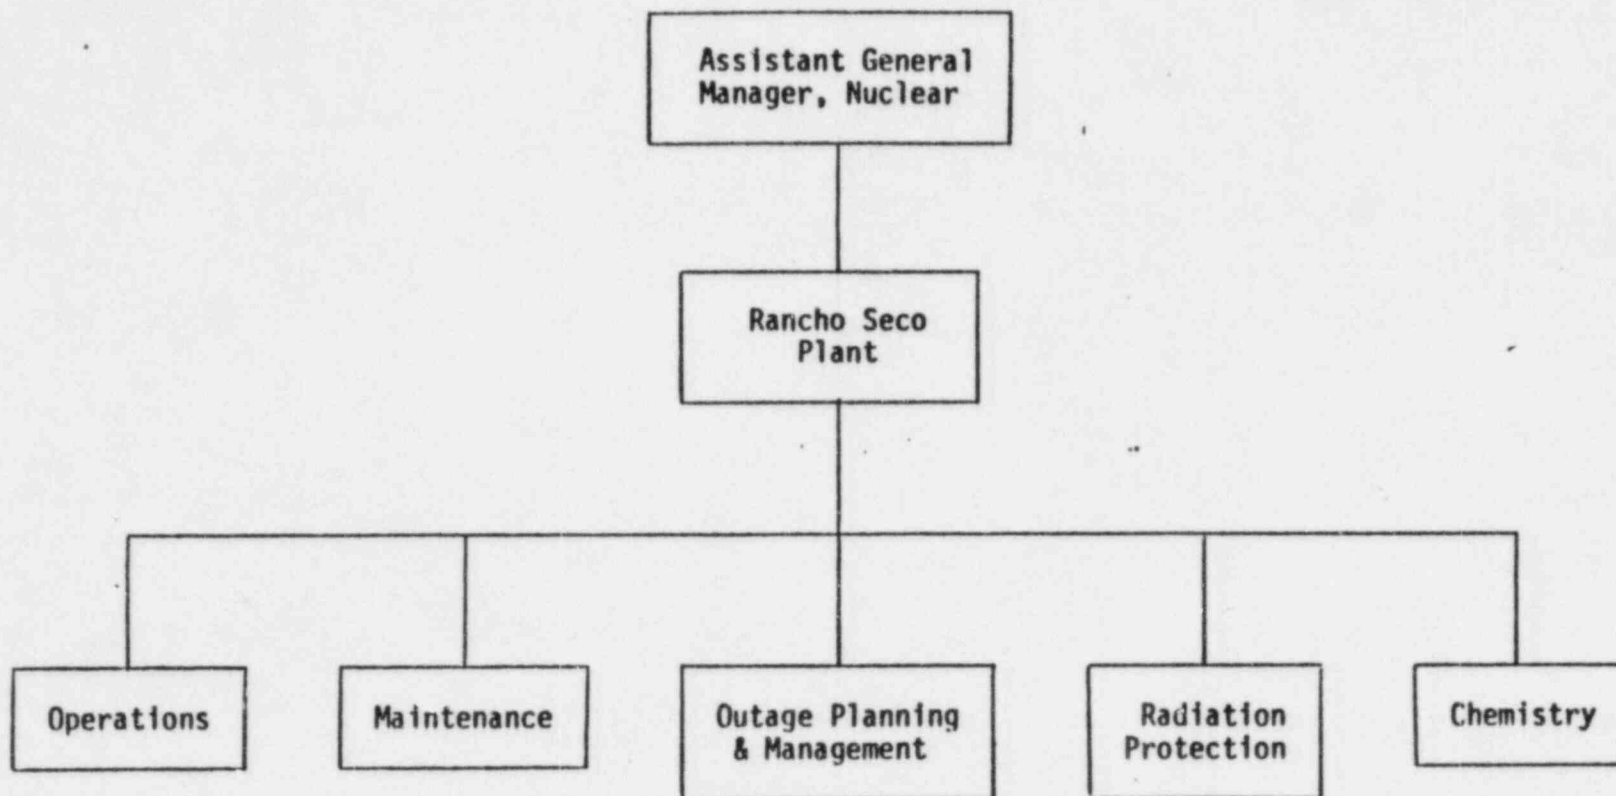 Assistant General
Manager, Nuclear
Rancho Seco
Plant
Operations
Maintenance
Outage Planning
& Management
Radiation
Protection
Chemistry